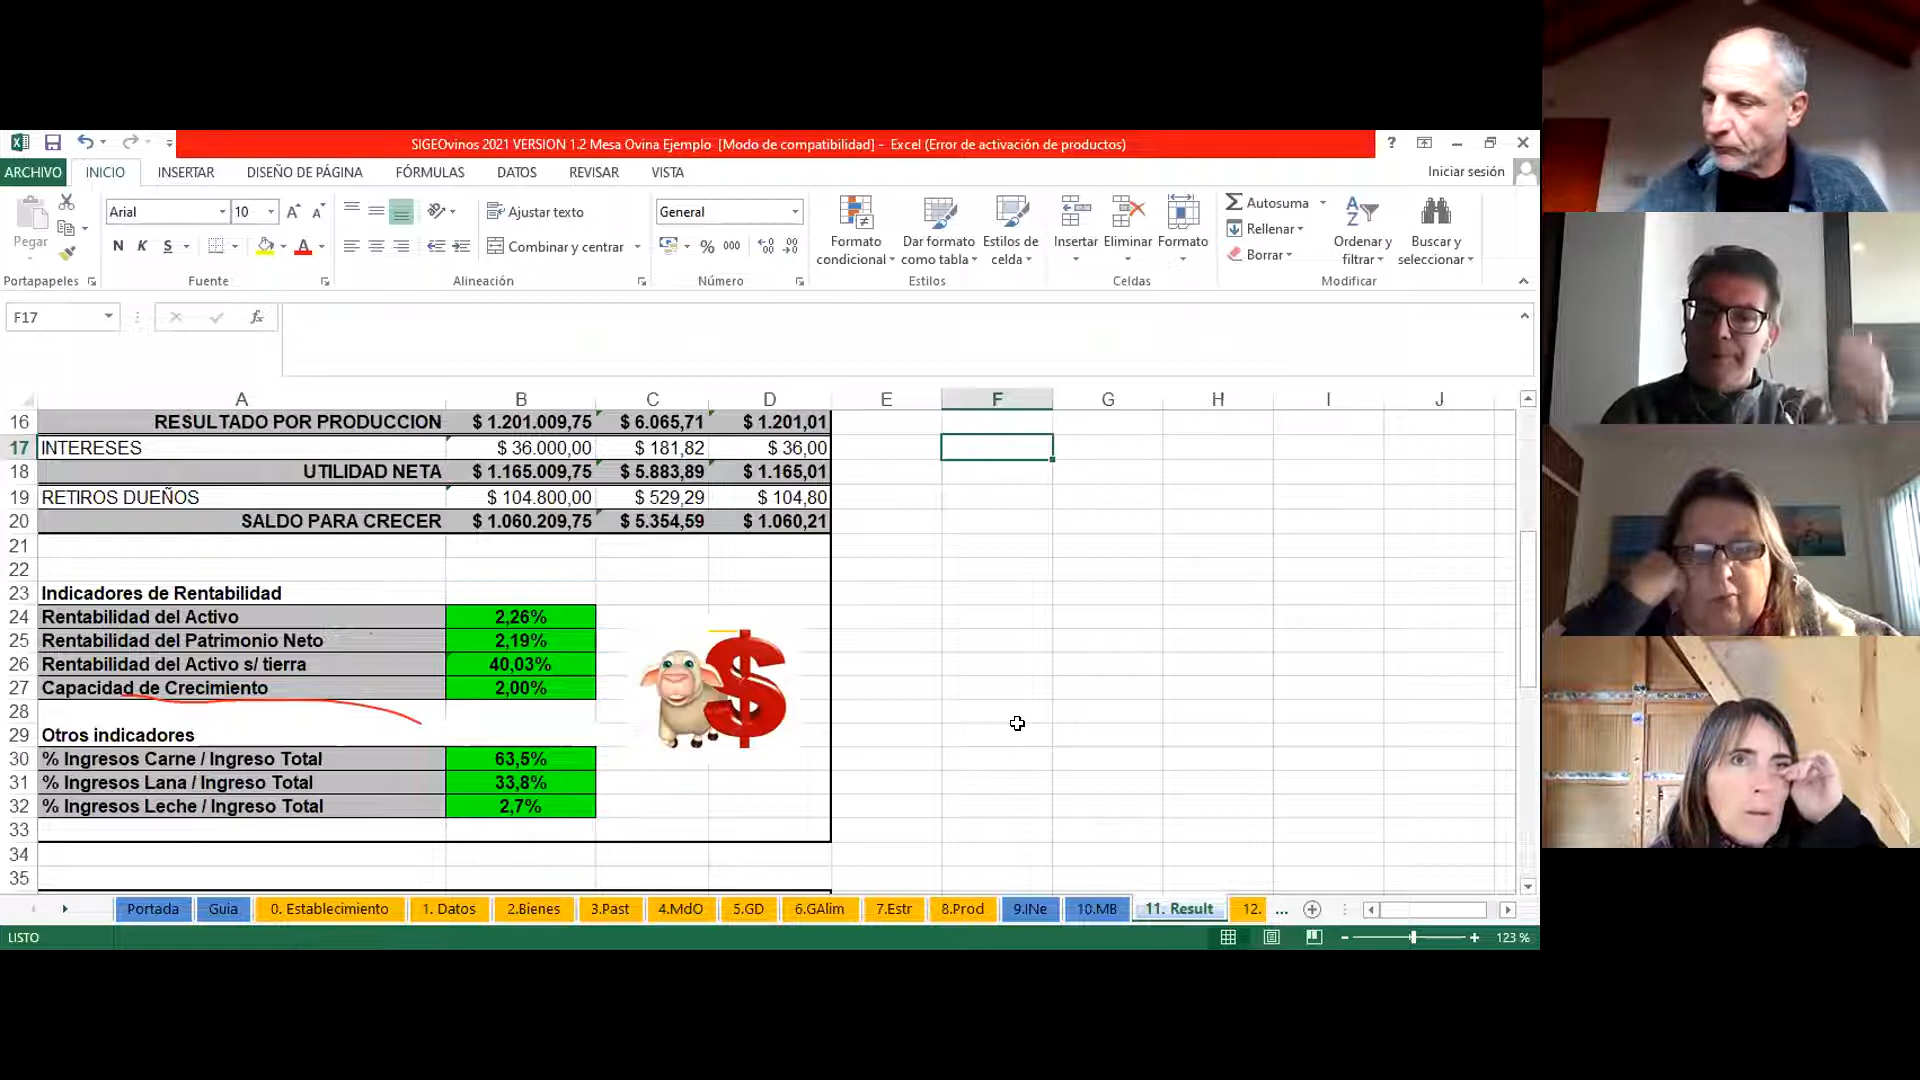 SIGEOvinos 2021 VERSION 1.2 Mesa Ovina Ejemplo [Modo de compatibilidad] - Excel (Error de activación de productos)
ARCHIVO INICIO INSERTAR DISEÑO DE PÁGINA FÓRMULAS DATOS REVISAR VISTA Iniciar sesión
Pegar
Arial 10
N K S
Ajustar texto
Combinar y centrar
General
% 000
Formato condicional
Dar formato como tabla
Estilos de celda
Insertar
Eliminar
Formato
Autosuma
Rellenar
Borrar
Ordenar y filtrar
Buscar y seleccionar
Portapapeles Fuente Alineación Número Estilos Celdas Modificar
F17 fx
A B C D E F G H I J
16 RESULTADO POR PRODUCCION $ 1.201.009,75 $ 6.065,71 $ 1.201,01
17 INTERESES $ 36.000,00 $ 181,82 $ 36,00
18 UTILIDAD NETA $ 1.165.009,75 $ 5.883,89 $ 1.165,01
19 RETIROS DUEÑOS $ 104.800,00 $ 529,29 $ 104,80
20 SALDO PARA CRECER $ 1.060.209,75 $ 5.354,59 $ 1.060,21
21
22
23 Indicadores de Rentabilidad
24 Rentabilidad del Activo 2,26%
25 Rentabilidad del Patrimonio Neto 2,19%
26 Rentabilidad del Activo s/ tierra 40,03%
27 Capacidad de Crecimiento 2,00%
28
29 Otros indicadores
30 % Ingresos Carne / Ingreso Total 63,5%
31 % Ingresos Lana / Ingreso Total 33,8%
32 % Ingresos Leche / Ingreso Total 2,7%
33
34
35
$
Portada Guia 0. Establecimiento 1. Datos 2.Bienes 3.Past 4.MdO 5.GD 6.GAlim 7.Estr 8.Prod 9.INe 10.MB 11. Result 12. ...
LISTO 123 %